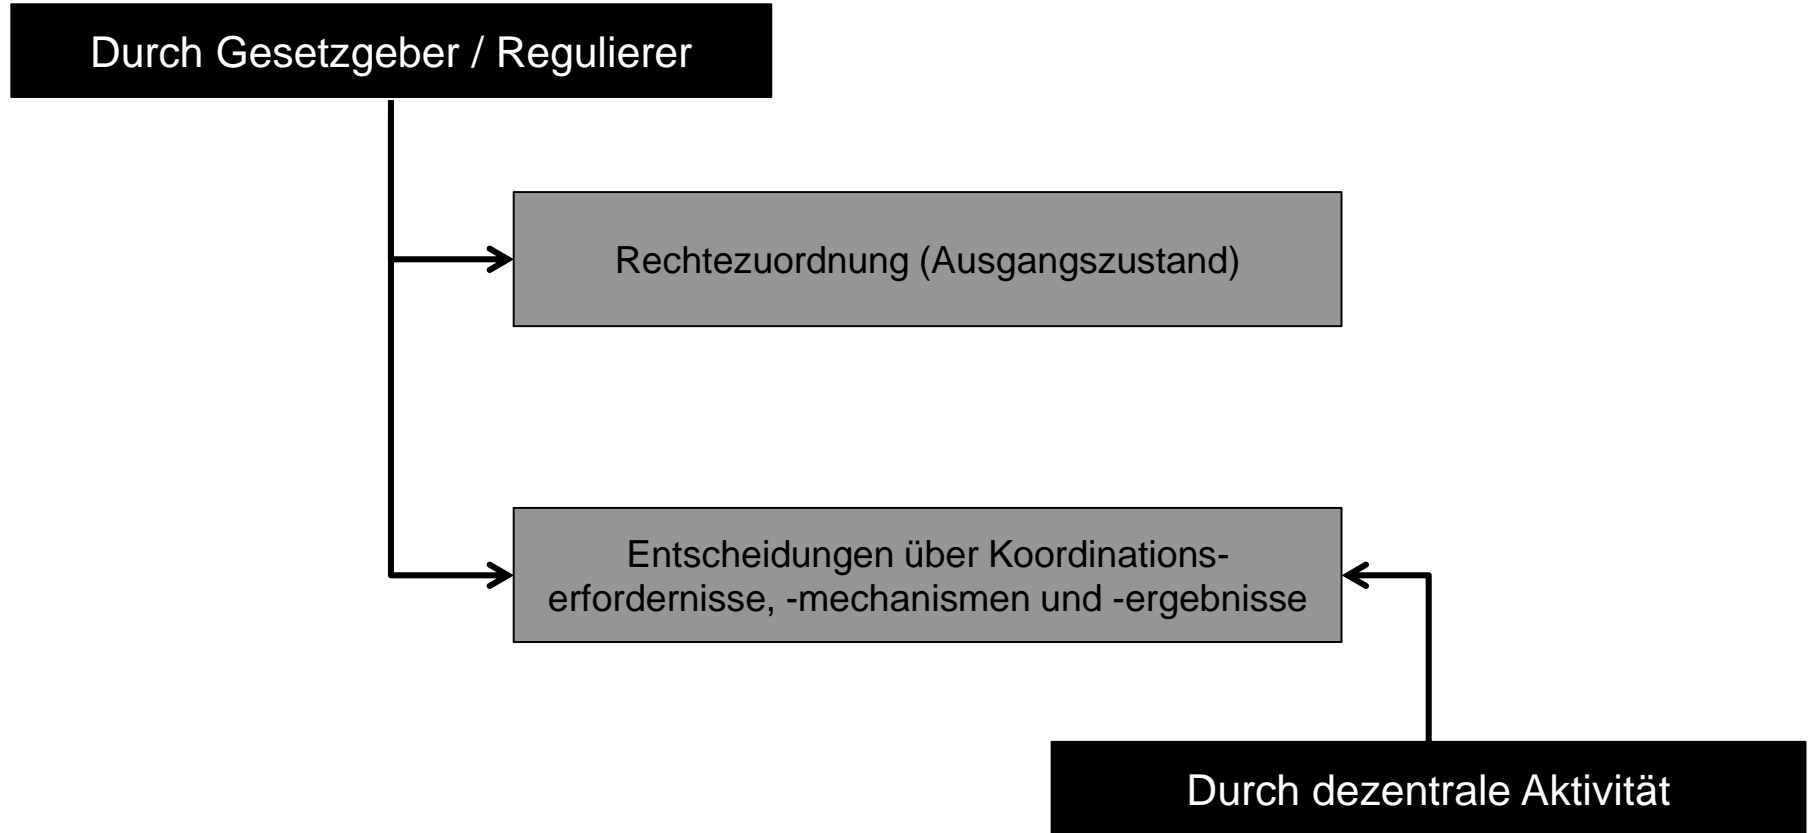 Durch Gesetzgeber / Regulierer
Rechtezuordnung (Ausgangszustand)
Entscheidungen über Koordinations-
erfordernisse, -mechanismen und -ergebnisse
Durch dezentrale Aktivität